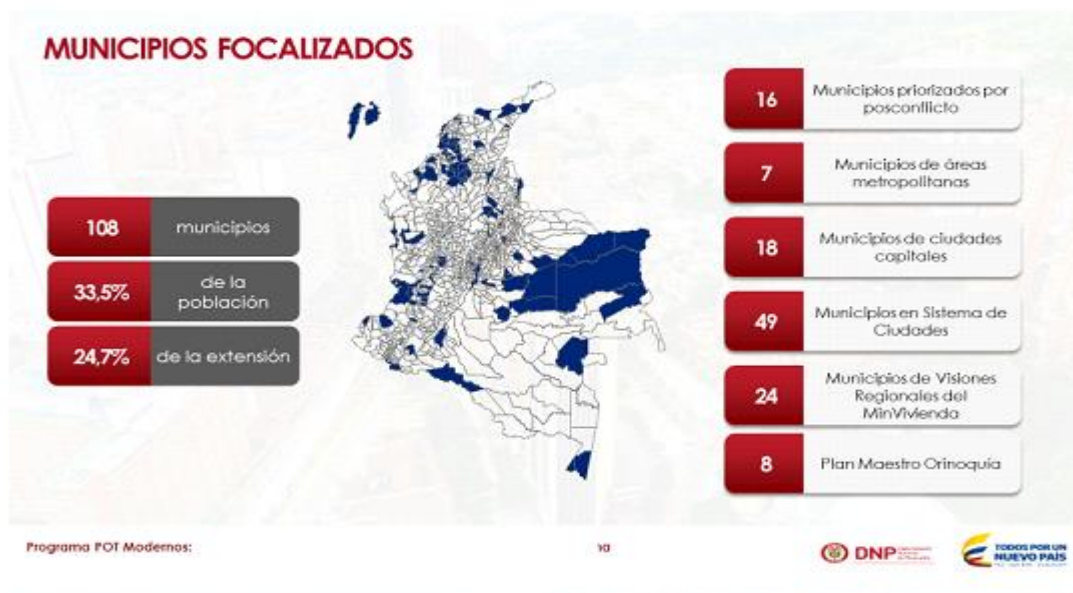 MUNICIPIOS FOCALIZADOS
108
municipios
33,5%
de la
población
24,7%
de la extensión
16
Municipios priorizados por
posconflicto
7
Municipios de áreas
metropolitanas
18
Municipios de ciudades
capitales
49
Municipios en Sistema de
Ciudades
24
Municipios de Visiones
Regionales del
MinVivienda
8
Plan Maestro Orinoquía
Programa POT Modernos:
DNP
TODOS POR UN
NUEVO PAÍS